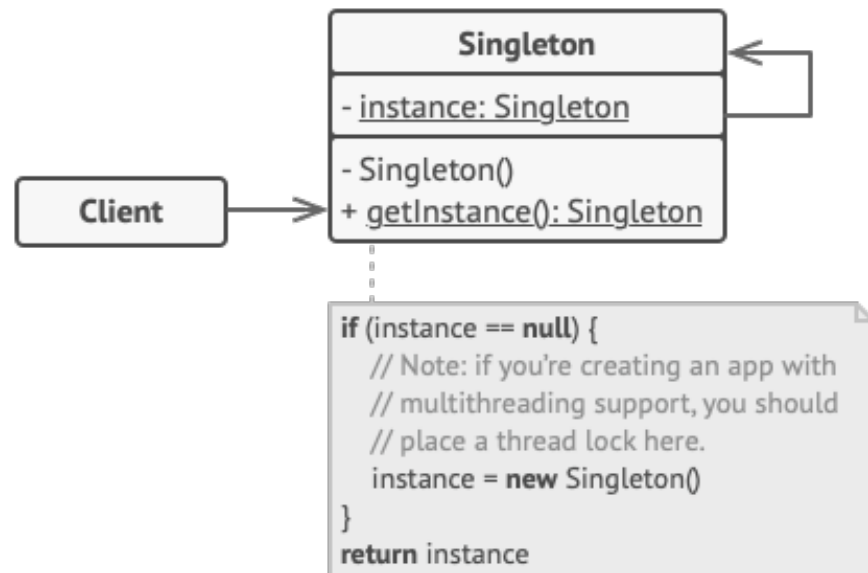 Singleton
- instance: Singleton
- Singleton()
+ getInstance(): Singleton
Client
if (instance == null) {
// Note: if you’re creating an app with
// multithreading support, you should
// place a thread lock here.
instance = new Singleton()
}
return instance